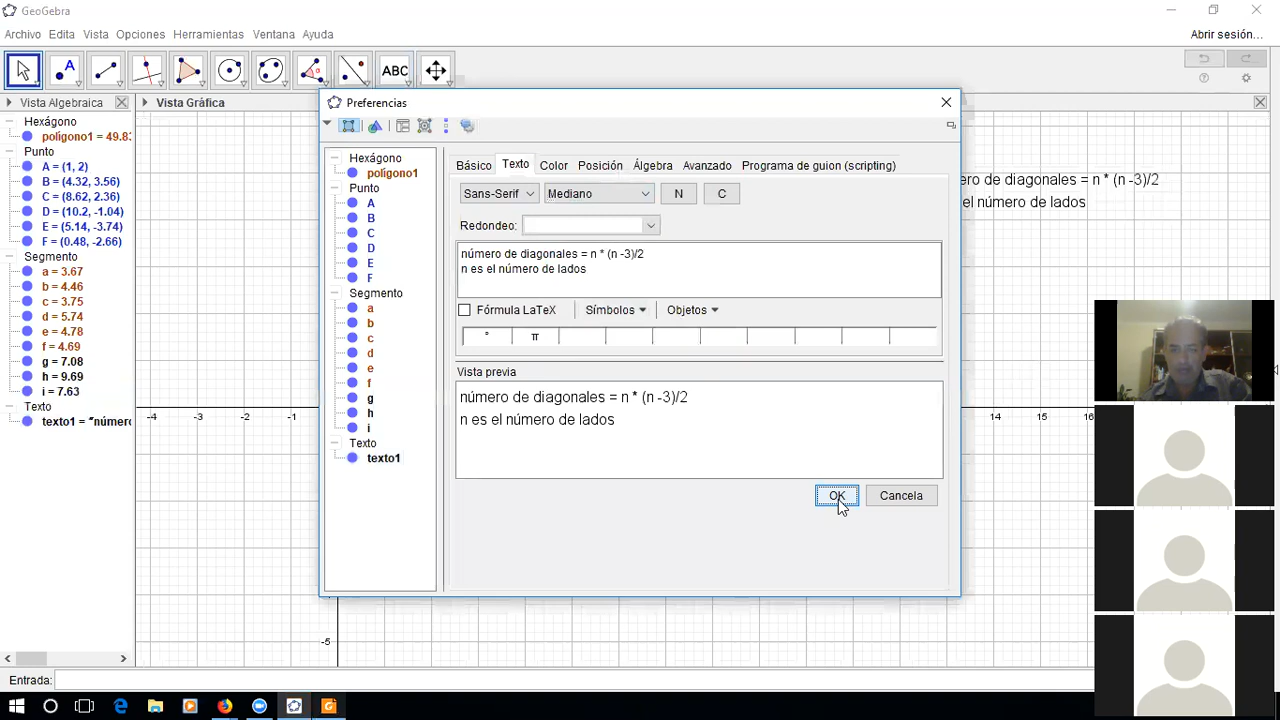 GeoGebra
Archivo Edita Vista Opciones Herramientas Ventana Ayuda
Abrir sesión...
A
ABC
Vista Algebraica
Vista Gráfica
Hexágono
polígono1 = 49.8
Punto
A = (1, 2)
B = (4.32, 3.56)
C = (8.62, 2.36)
D = (10.2, -1.04)
E = (5.14, -3.74)
F = (0.48, -2.66)
Segmento
a = 3.67
b = 4.46
c = 3.75
d = 5.74
e = 4.78
f = 4.69
g = 7.08
h = 9.69
i = 7.63
Texto
texto1 = "número
Preferencias
Hexágono
polígono1
Punto
A
B
C
D
E
F
Segmento
a
b
c
d
e
f
g
h
i
Texto
texto1
Básico Texto Color Posición Álgebra Avanzado Programa de guion (scripting)
Sans-Serif Mediano N C
Redondeo:
número de diagonales = n * (n -3)/2
n es el número de lados
Fórmula LaTeX Símbolos Objetos
° π
Vista previa
número de diagonales = n * (n -3)/2
n es el número de lados
OK Cancela
ero de diagonales = n * (n -3)/2
el número de lados
-4 -3 -2 -1
14 15 16
-5
Entrada: